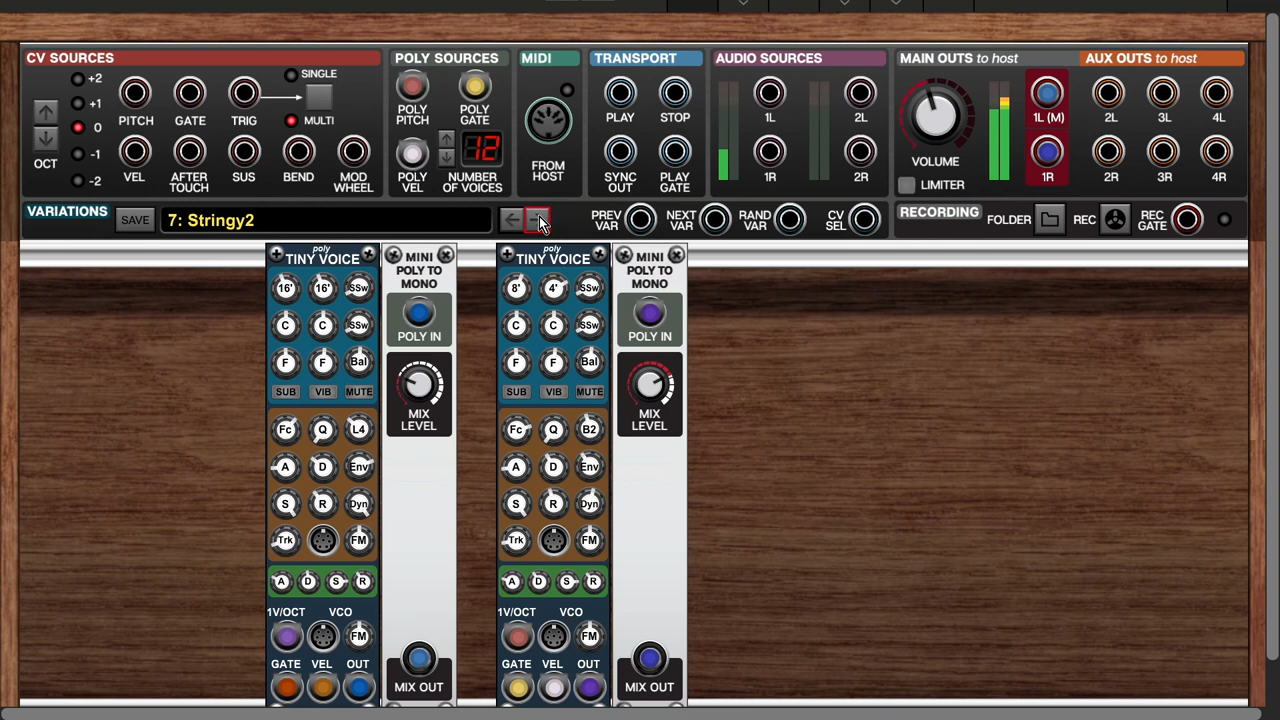 CV SOURCES
+2
+1
0
-1
-2
OCT
PITCH
GATE
TRIG
SINGLE
MULTI
VEL
AFTER
TOUCH
SUS
BEND
MOD
WHEEL
POLY SOURCES
POLY
PITCH
POLY
GATE
POLY
VEL
12
NUMBER
OF VOICES
MIDI
FROM
HOST
TRANSPORT
PLAY
STOP
SYNC
OUT
PLAY
GATE
AUDIO SOURCES
1L
2L
1R
2R
MAIN OUTS to host
AUX OUTS to host
VOLUME
LIMITER
1L (M)
2L
3L
4L
1R
2R
3R
4R
VARIATIONS
SAVE
7: Stringy2
PREV
VAR
NEXT
VAR
RAND
VAR
CV
SEL
RECORDING
FOLDER
REC
REC
GATE
poly
TINY VOICE
16' 16' SSw
C C SSw
F F Bal
SUB VIB MUTE
Fc Q L4
A D Env
S R Dyn
Trk FM
A D S R
1V/OCT VCO
FM
GATE VEL OUT
MINI
POLY TO
MONO
POLY IN
MIX
LEVEL
MIX OUT
poly
TINY VOICE
8' 4' SSw
C C SSw
F F Bal
SUB VIB MUTE
Fc Q B2
A D Env
S R Dyn
Trk FM
A D S R
1V/OCT VCO
FM
GATE VEL OUT
MINI
POLY TO
MONO
POLY IN
MIX
LEVEL
MIX OUT